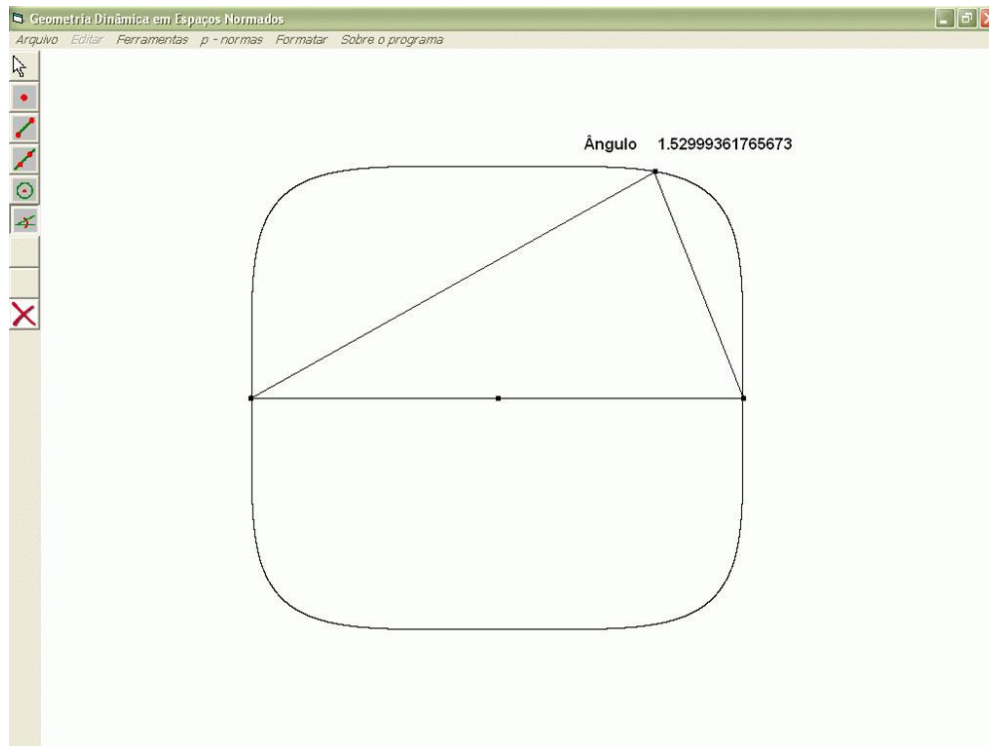 Geometria Dinâmica em Espaços Normados
Arquivo Editar Ferramentas p - normas Formatar Sobre o programa
Ângulo 1.52999361765673